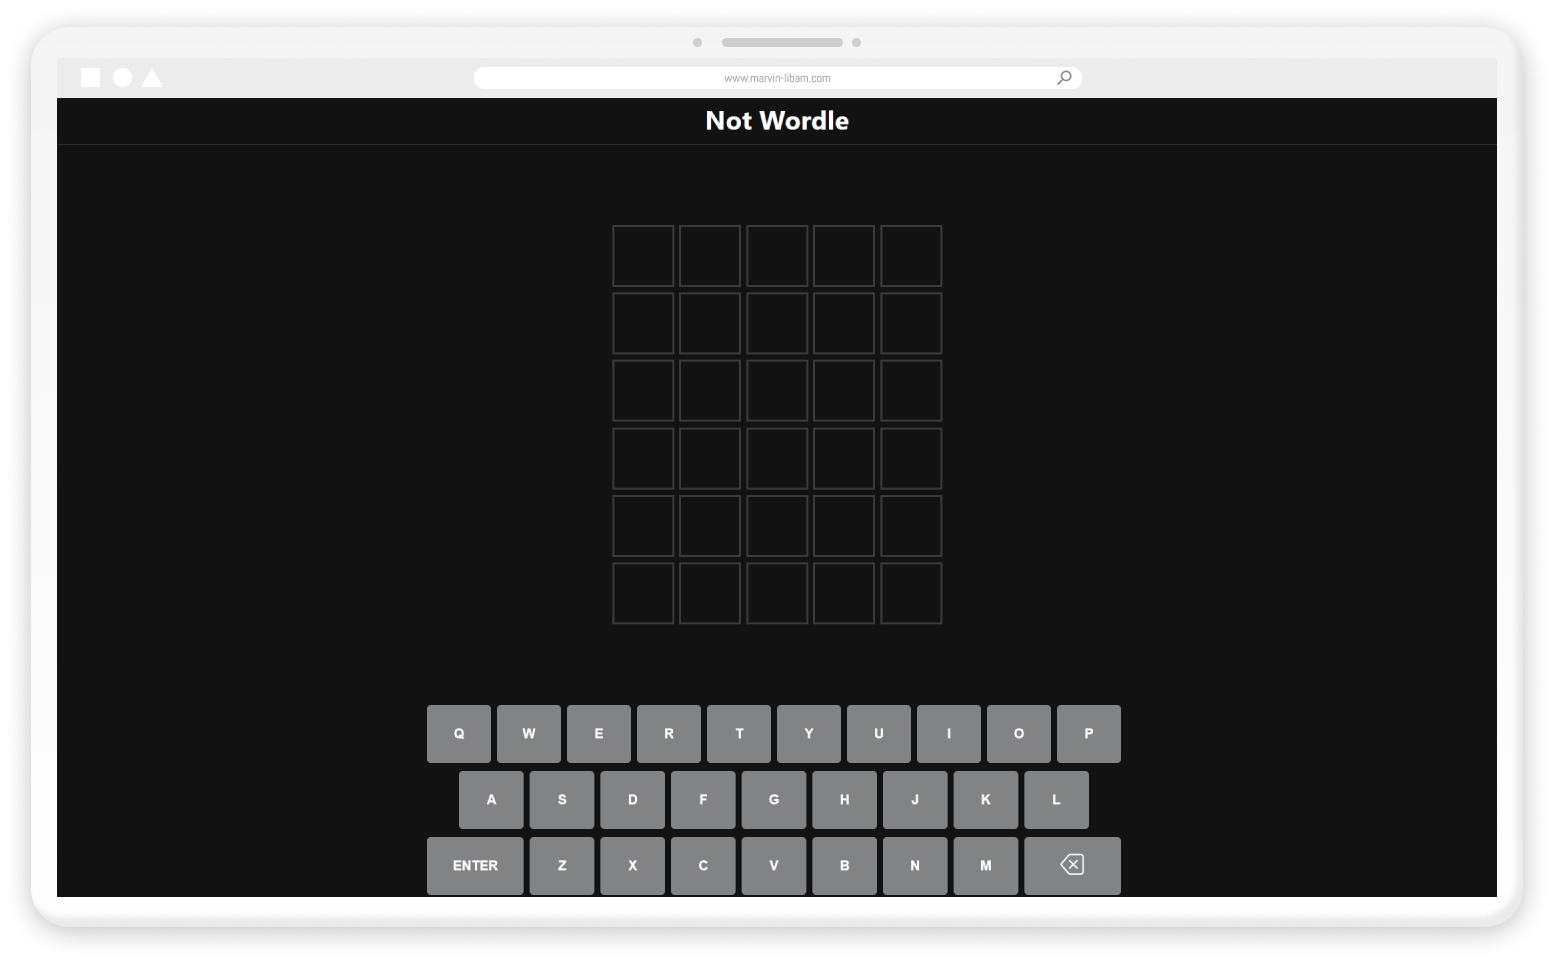 www.marvin-libam.com
Not Wordle
Q W E R T Y U I O P
A S D F G H J K L
ENTER Z X C V B N M